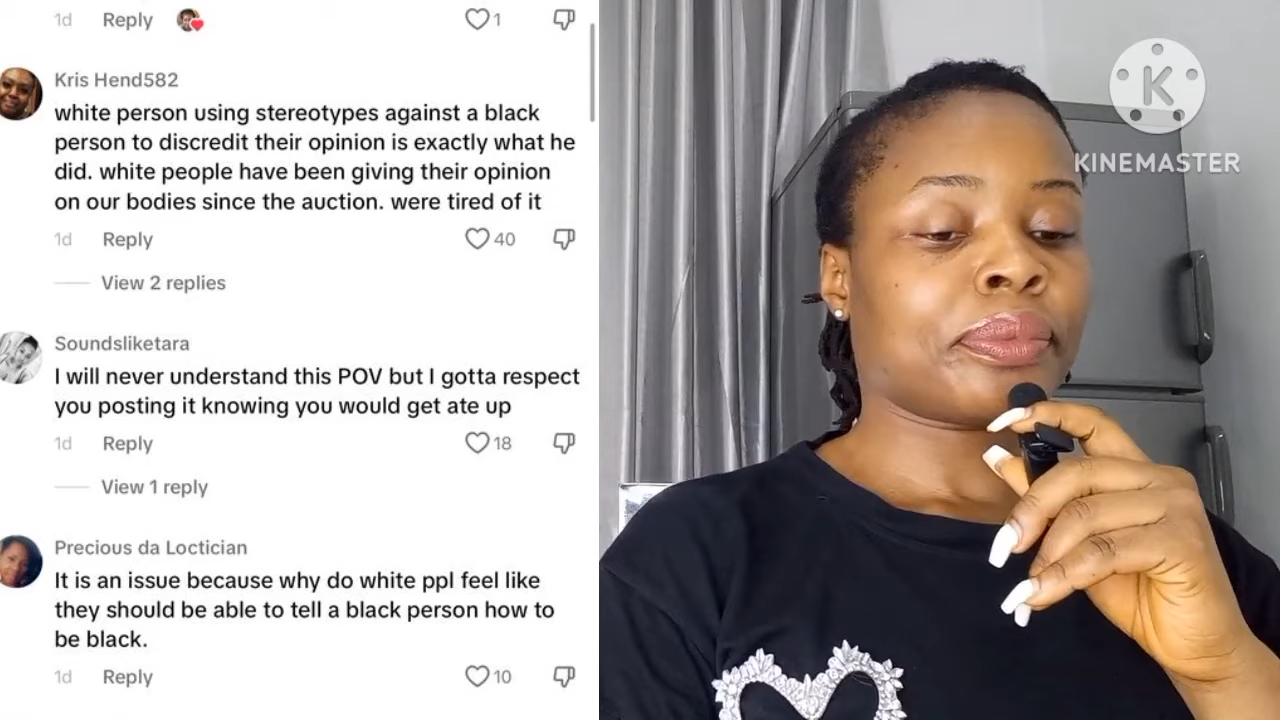 1d Reply 1
Kris Hend582
white person using stereotypes against a black
person to discredit their opinion is exactly what he
did. white people have been giving their opinion
on our bodies since the auction. were tired of it
1d Reply 40
View 2 replies
Soundsliketara
I will never understand this POV but I gotta respect
you posting it knowing you would get ate up
1d Reply 18
View 1 reply
Precious da Loctician
It is an issue because why do white ppl feel like
they should be able to tell a black person how to
be black.
1d Reply 10
K
KINEMASTER